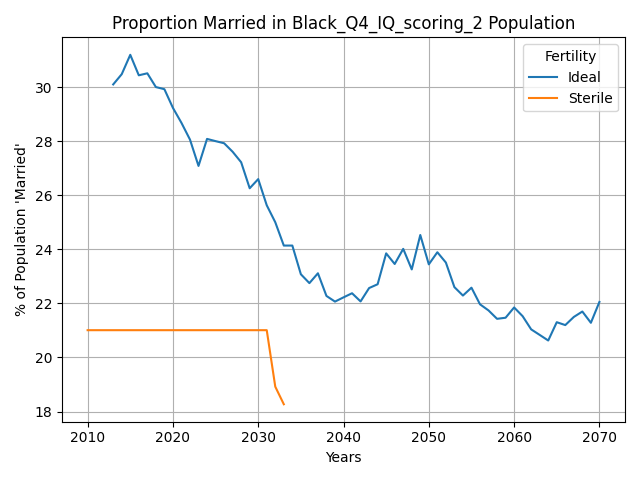 Proportion Married in Black_Q4_IQ_scoring_2 Population
% of Population 'Married'
30
28
26
24
22
20
18
Fertility
Ideal
Sterile
2010 2020 2030 2040 2050 2060 2070
Years